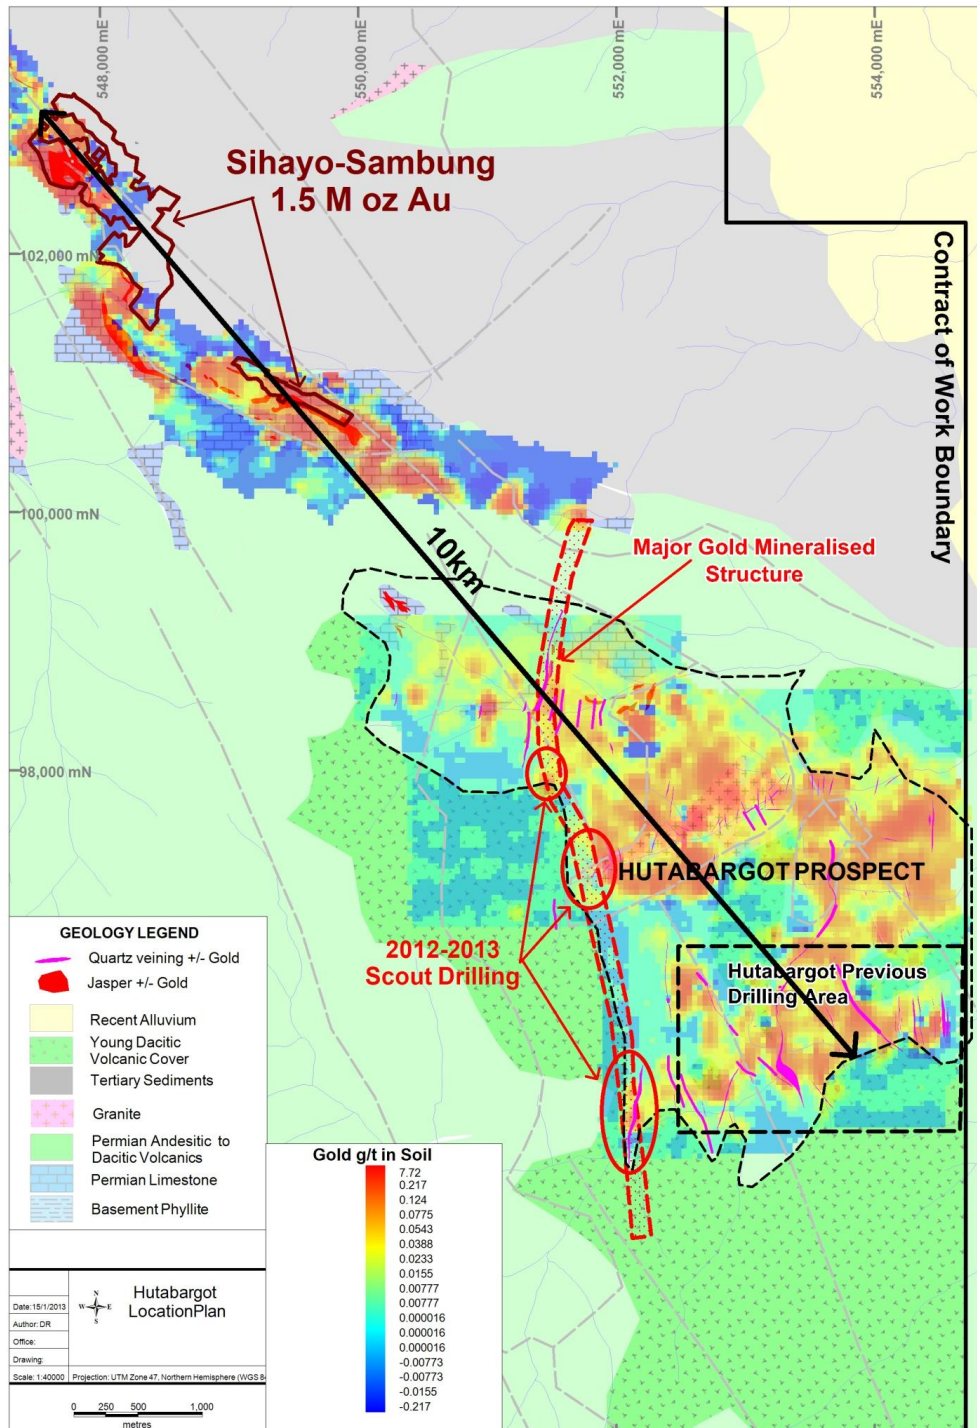 548,000 mE
550,000 mE
552,000 mE
554,000 mE
Sihayo-Sambung
1.5 M oz Au
102,000 mN
Contract of Work Boundary
100,000 mN
10km
Major Gold Mineralised
Structure
98,000 mN
HUTABARGOT PROSPECT
2012-2013
Scout Drilling
Hutabargot Previous
Drilling Area
GEOLOGY LEGEND
Quartz veining +/- Gold
Jasper +/- Gold
Recent Alluvium
Young Dacitic
Volcanic Cover
Tertiary Sediments
Granite
Permian Andesitic to
Dacitic Volcanics
Permian Limestone
Basement Phyllite
Gold g/t in Soil
7.72
0.217
0.124
0.0775
0.0543
0.0388
0.0233
0.0155
0.00777
0.00777
0.000016
0.000016
-0.00773
-0.00773
-0.0155
-0.217
Date:15/1/2013
Author: DR
Office:
Drawing:
Scale: 1:40000
N
W
E
S
Hutabargot
LocationPlan
Projection: UTM Zone 47, Northern Hemisphere (WGS 84
0 250 500 1,000
metres